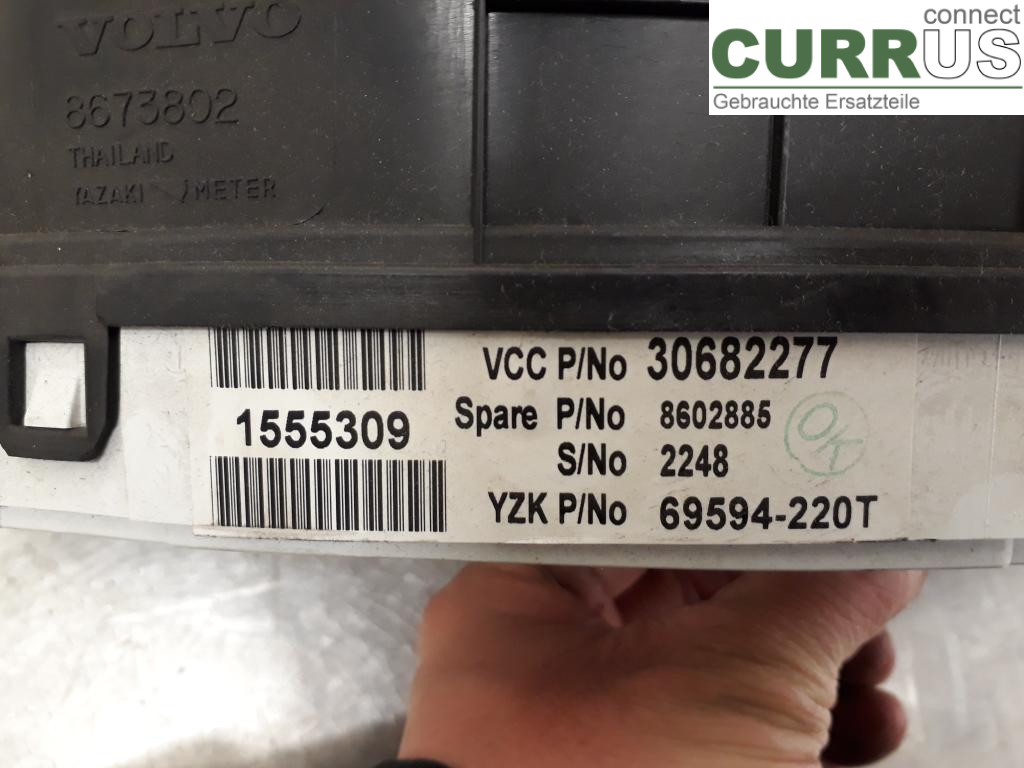 connect
CURRUS
Gebrauchte Ersatzteile
VOLVO
8673802
THAILAND
YAZAKI METER
VCC P/No 30682277
1555309
Spare P/No 8602885
OK
S/No 2248
YZK P/No 69594-220T